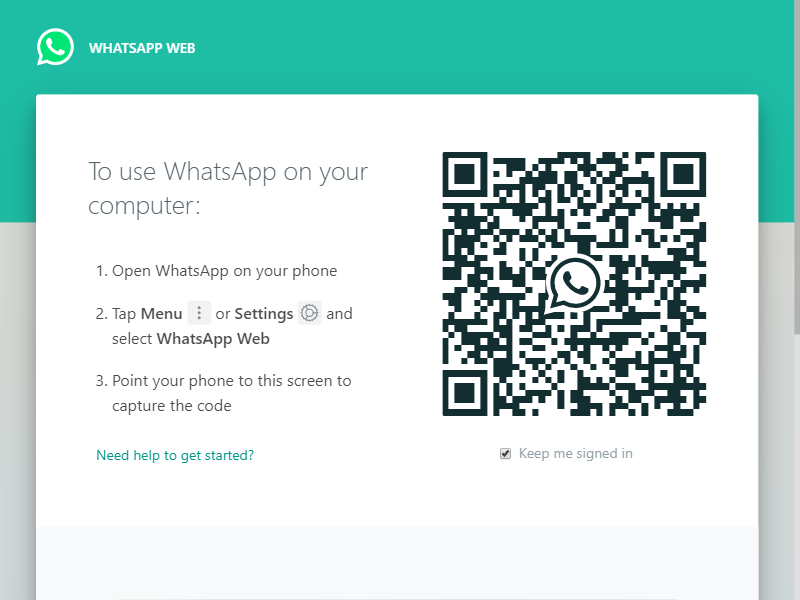 WHATSAPP WEB
To use WhatsApp on your
computer:
1. Open WhatsApp on your phone
2. Tap Menu or Settings and
select WhatsApp Web
3. Point your phone to this screen to
capture the code
Need help to get started?
Keep me signed in